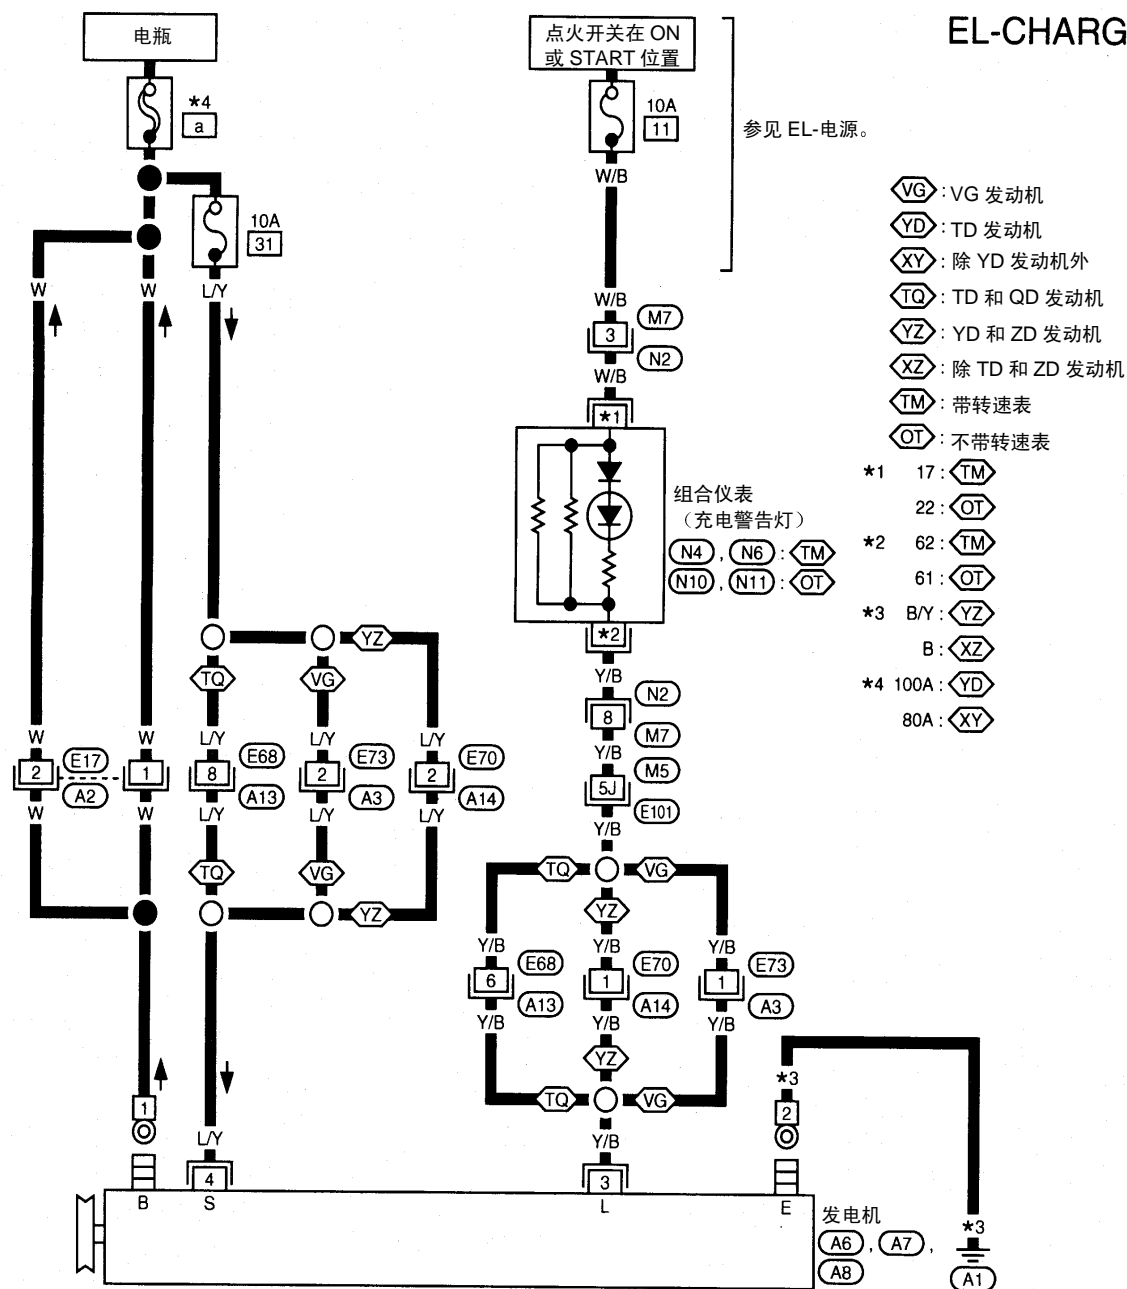 EL-CHARG
电瓶
*4
a
10A
31
W
W
L/Y
点火开关在 ON
或 START 位置
10A
11
W/B
参见 EL-电源。
W/B
3
M7
N2
W/B
*1
组合仪表
（充电警告灯）
N4 , N6 : TM
N10 , N11 : OT
*2
Y/B
N2
8
M7
Y/B
M5
5J
E101
Y/B
VG : VG 发动机
YD : TD 发动机
XY : 除 YD 发动机外
TQ : TD 和 QD 发动机
YZ : YD 和 ZD 发动机
XZ : 除 TD 和 ZD 发动机
TM : 带转速表
OT : 不带转速表
*1 17 : TM
22 : OT
*2 62 : TM
61 : OT
*3 B/Y : YZ
B : XZ
*4 100A : YD
80A : XY
YZ
TQ
VG
W
W
L/Y
L/Y
L/Y
2
E17
A2
1
8
E68
A13
2
E73
A3
2
E70
A14
W
W
L/Y
L/Y
L/Y
TQ
VG
YZ
TQ
VG
YZ
Y/B
Y/B
Y/B
6
E68
A13
1
E70
A14
1
E73
A3
Y/B
Y/B
Y/B
YZ
TQ
VG
Y/B
1
L/Y
4
3
*3
2
B
S
L
E
发电机
A6 , A7 ,
A8
*3
A1